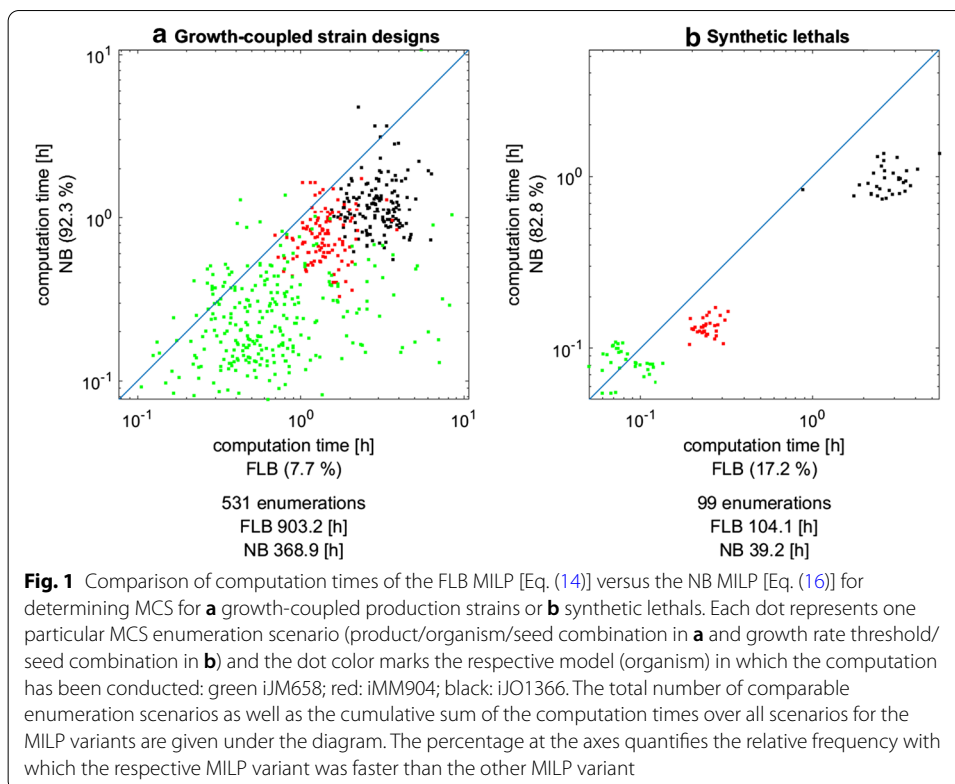 a Growth-coupled strain designs
computation time [h]
NB (92.3 %)
10^1
10^0
10^-1
10^-1
10^0
10^1
computation time [h]
FLB (7.7 %)
531 enumerations
FLB 903.2 [h]
NB 368.9 [h]
b Synthetic lethals
computation time [h]
NB (82.8 %)
10^0
10^-1
10^-1
10^0
computation time [h]
FLB (17.2 %)
99 enumerations
FLB 104.1 [h]
NB 39.2 [h]
Fig. 1 Comparison of computation times of the FLB MILP [Eq. (14)] versus the NB MILP [Eq. (16)] for
determining MCS for a growth-coupled production strains or b synthetic lethals. Each dot represents one
particular MCS enumeration scenario (product/organism/seed combination in a and growth rate threshold/
seed combination in b) and the dot color marks the respective model (organism) in which the computation
has been conducted: green iJM658; red: iMM904; black: iJO1366. The total number of comparable
enumeration scenarios as well as the cumulative sum of the computation times over all scenarios for the
MILP variants are given under the diagram. The percentage at the axes quantifies the relative frequency with
which the respective MILP variant was faster than the other MILP variant